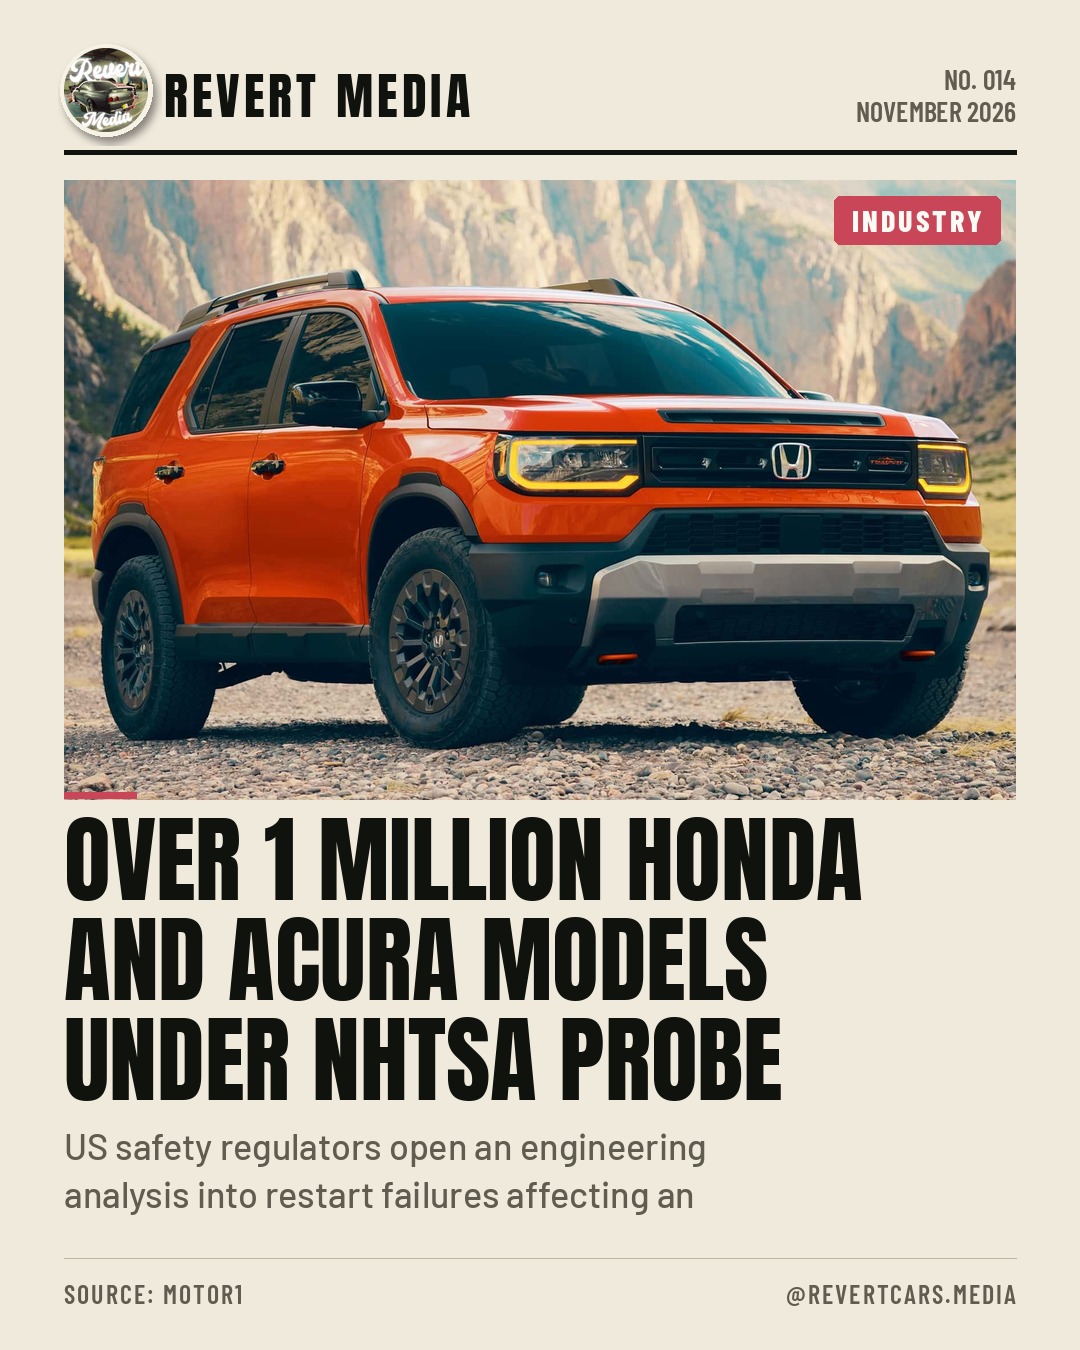 Revert
Media
REVERT MEDIA
NO. 014
NOVEMBER 2026
INDUSTRY
PASSPORT
OVER 1 MILLION HONDA
AND ACURA MODELS
UNDER NHTSA PROBE
US safety regulators open an engineering
analysis into restart failures affecting an
SOURCE: MOTOR1
@REVERTCARS.MEDIA